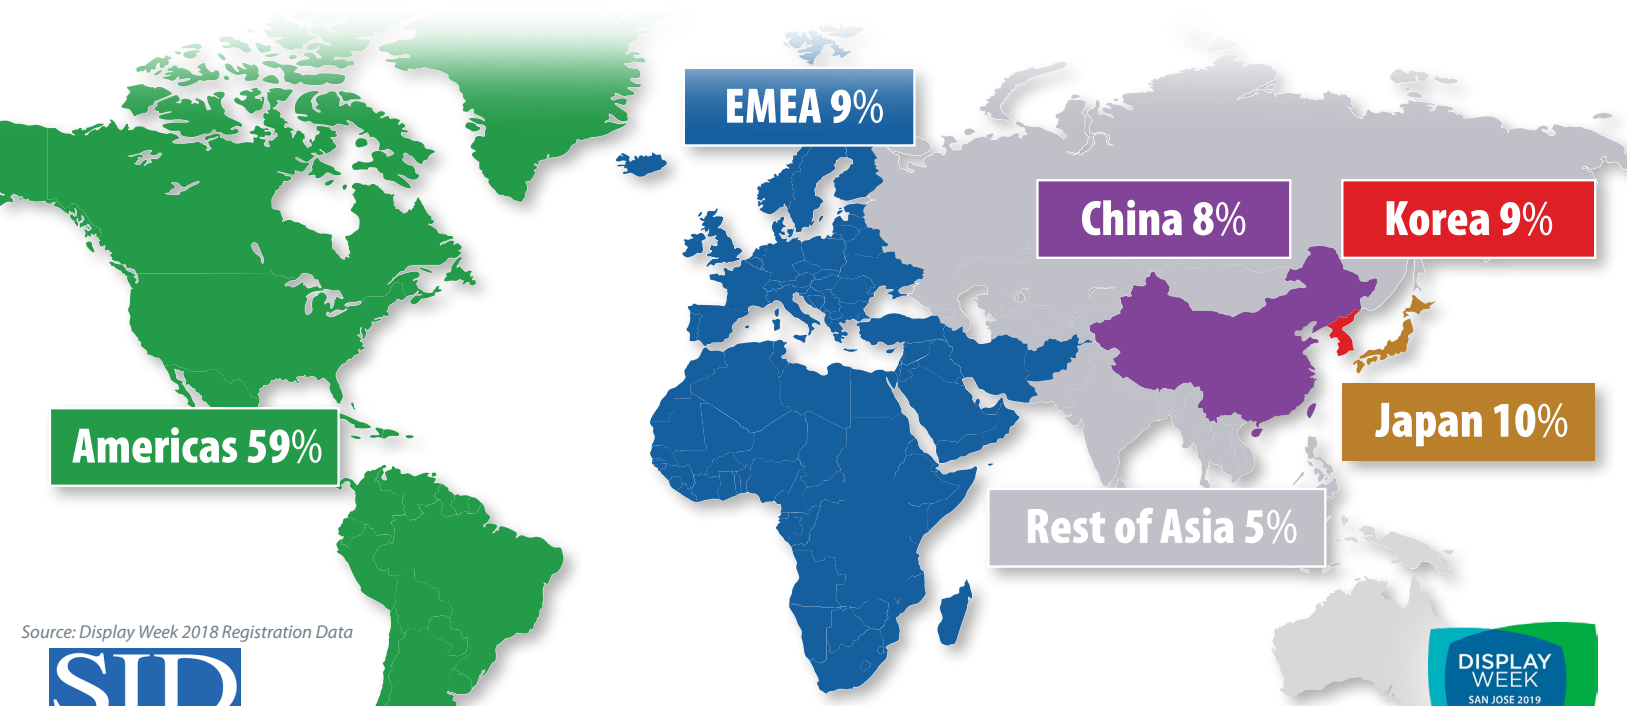 EMEA 9%
China 8%
Korea 9%
Americas 59%
Japan 10%
Rest of Asia 5%
Source: Display Week 2018 Registration Data
SID
DISPLAY
WEEK
SAN JOSE 2019